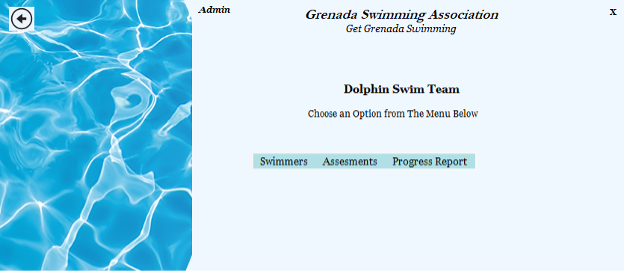 Admin
Grenada Swimming Association
x
Get Grenada Swimming
Dolphin Swim Team
Choose an Option from The Menu Below
Swimmers Assesments Progress Report